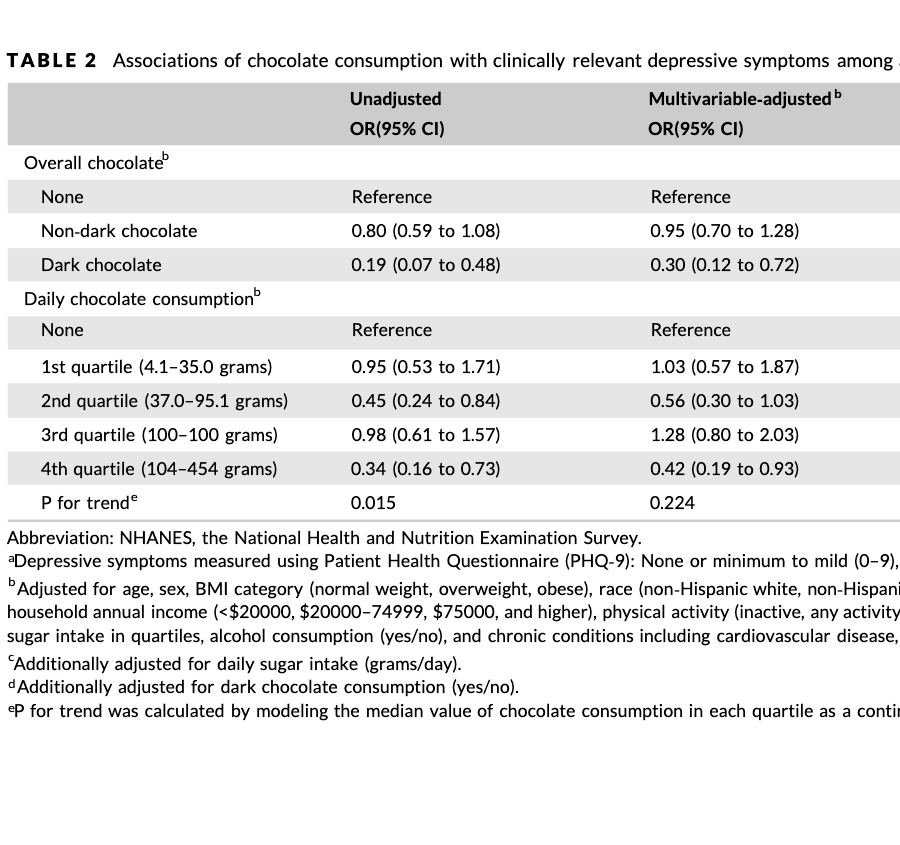 TABLE 2 Associations of chocolate consumption with clinically relevant depressive symptoms among
Unadjusted Multivariable-adjusted b
OR(95% CI) OR(95% CI)
Overall chocolate b
None Reference Reference
Non-dark chocolate 0.80 (0.59 to 1.08) 0.95 (0.70 to 1.28)
Dark chocolate 0.19 (0.07 to 0.48) 0.30 (0.12 to 0.72)
Daily chocolate consumption b
None Reference Reference
1st quartile (4.1–35.0 grams) 0.95 (0.53 to 1.71) 1.03 (0.57 to 1.87)
2nd quartile (37.0–95.1 grams) 0.45 (0.24 to 0.84) 0.56 (0.30 to 1.03)
3rd quartile (100–100 grams) 0.98 (0.61 to 1.57) 1.28 (0.80 to 2.03)
4th quartile (104–454 grams) 0.34 (0.16 to 0.73) 0.42 (0.19 to 0.93)
P for trend e 0.015 0.224
Abbreviation: NHANES, the National Health and Nutrition Examination Survey.
a Depressive symptoms measured using Patient Health Questionnaire (PHQ-9): None or minimum to mild (0–9),
b Adjusted for age, sex, BMI category (normal weight, overweight, obese), race (non-Hispanic white, non-Hispani
household annual income (<$20000, $20000–74999, $75000, and higher), physical activity (inactive, any activity
sugar intake in quartiles, alcohol consumption (yes/no), and chronic conditions including cardiovascular disease,
c Additionally adjusted for daily sugar intake (grams/day).
d Additionally adjusted for dark chocolate consumption (yes/no).
e P for trend was calculated by modeling the median value of chocolate consumption in each quartile as a conti